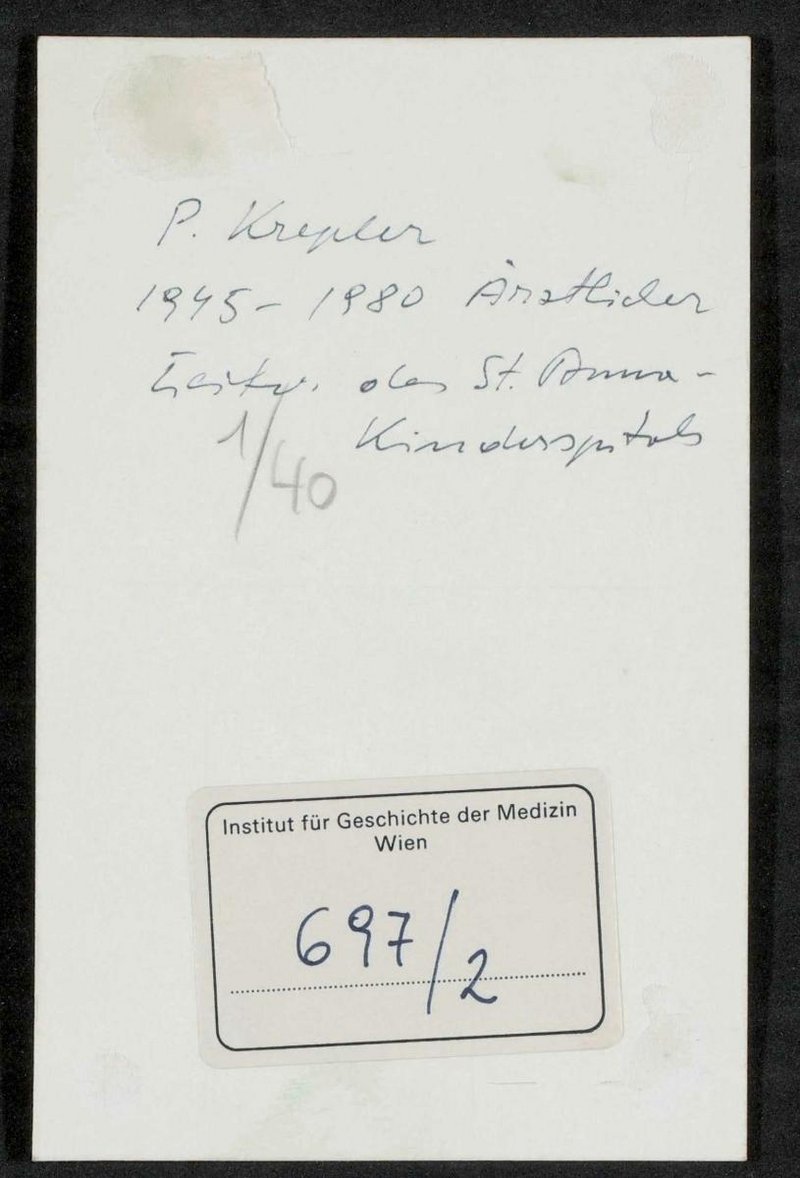 P. Krepler
1945 – 1980 Ärztlicher
Leiter des St. Anna-
Kinderspitals
1/40
Institut für Geschichte der Medizin
Wien
697/2